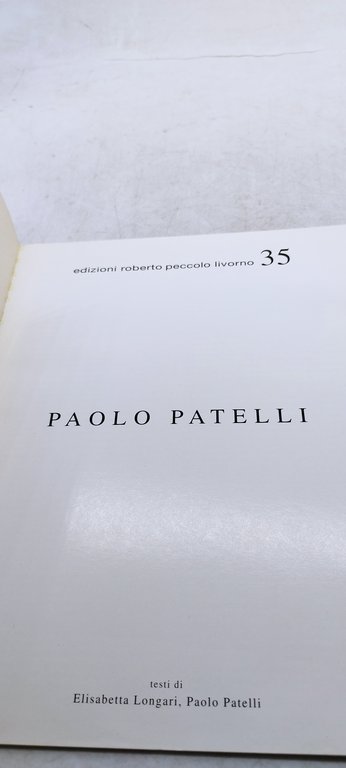 edizioni roberto peccolo livorno 35
PAOLO PATELLI
testi di
Elisabetta Longari, Paolo Patelli